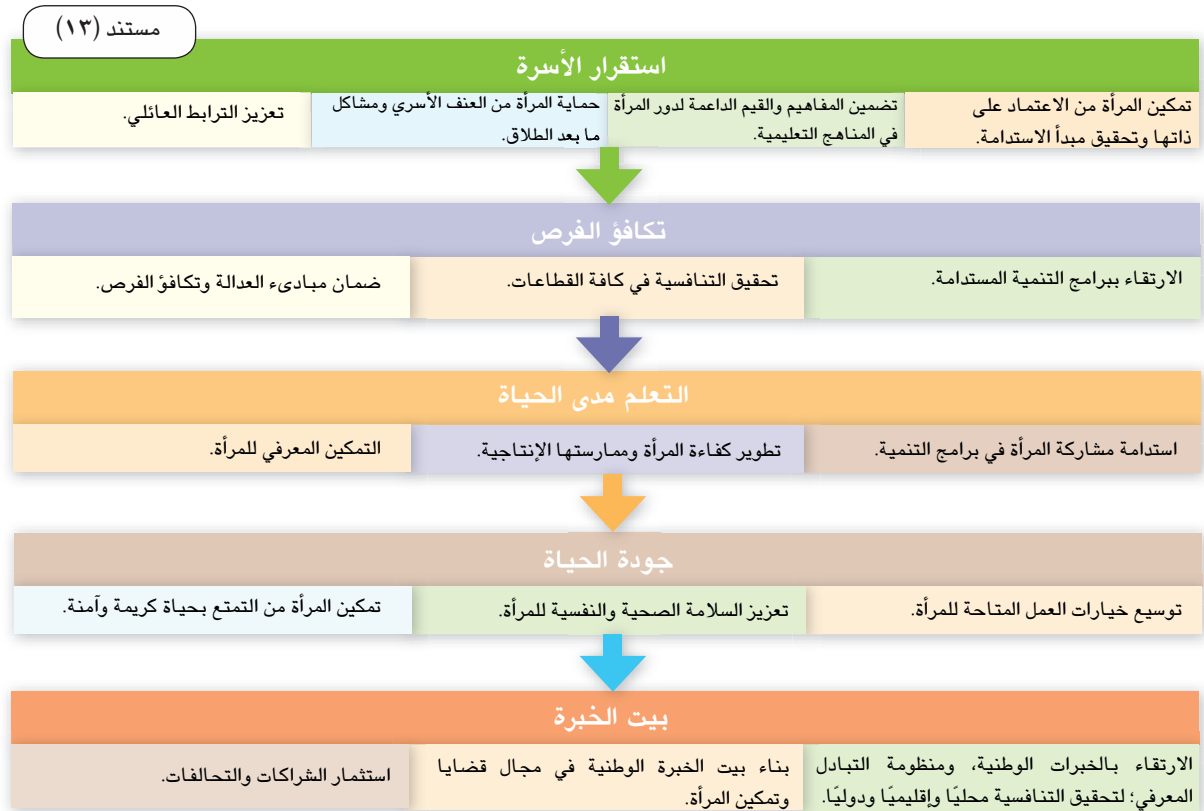 مستند (١٣)
استقرار الأسرة
تمكين المرأة من الاعتماد على
ذاتها وتحقيق مبدأ الاستدامة.
تضمين المفاهيم والقيم الداعمة لدور المرأة
في المناهج التعليمية.
حماية المرأة من العنف الأسري ومشاكل
ما بعد الطلاق.
تعزيز الترابط العائلي.
تكافؤ الفرص
الارتقاء ببرامج التنمية المستدامة.
تحقيق التنافسية في كافة القطاعات.
ضمان مبادىء العدالة وتكافؤ الفرص.
التعلم مدى الحياة
استدامة مشاركة المرأة في برامج التنمية.
تطوير كفاءة المرأة وممارستها الإنتاجية.
التمكين المعرفي للمرأة.
جودة الحياة
توسيع خيارات العمل المتاحة للمرأة.
تعزيز السلامة الصحية والنفسية للمرأة.
تمكين المرأة من التمتع بحياة كريمة وآمنة.
بيت الخبرة
الارتقاء بالخبرات الوطنية، ومنظومة التبادل
المعرفي؛ لتحقيق التنافسية محليًا وإقليميًا ودوليًا.
بناء بيت الخبرة الوطنية في مجال قضايا
وتمكين المرأة.
استثمار الشراكات والتحالفات.